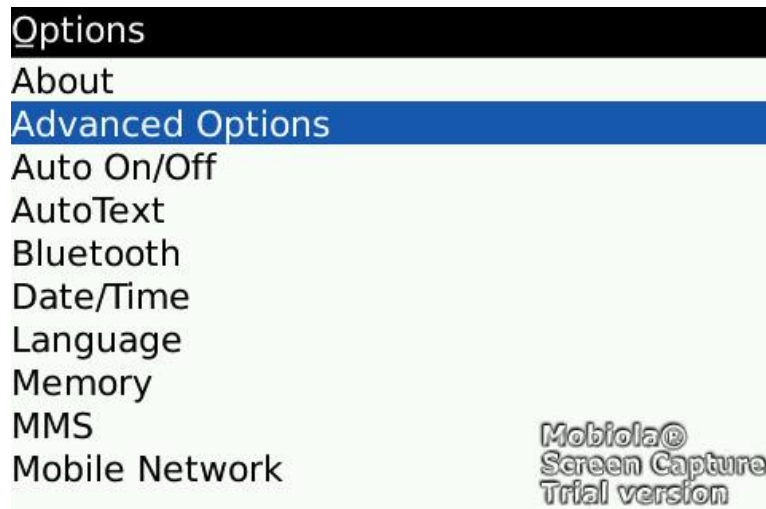 Options
About
Advanced Options
Auto On/Off
AutoText
Bluetooth
Date/Time
Language
Memory
MMS
Mobile Network
Mobiola®
Screen Capture
Trial version